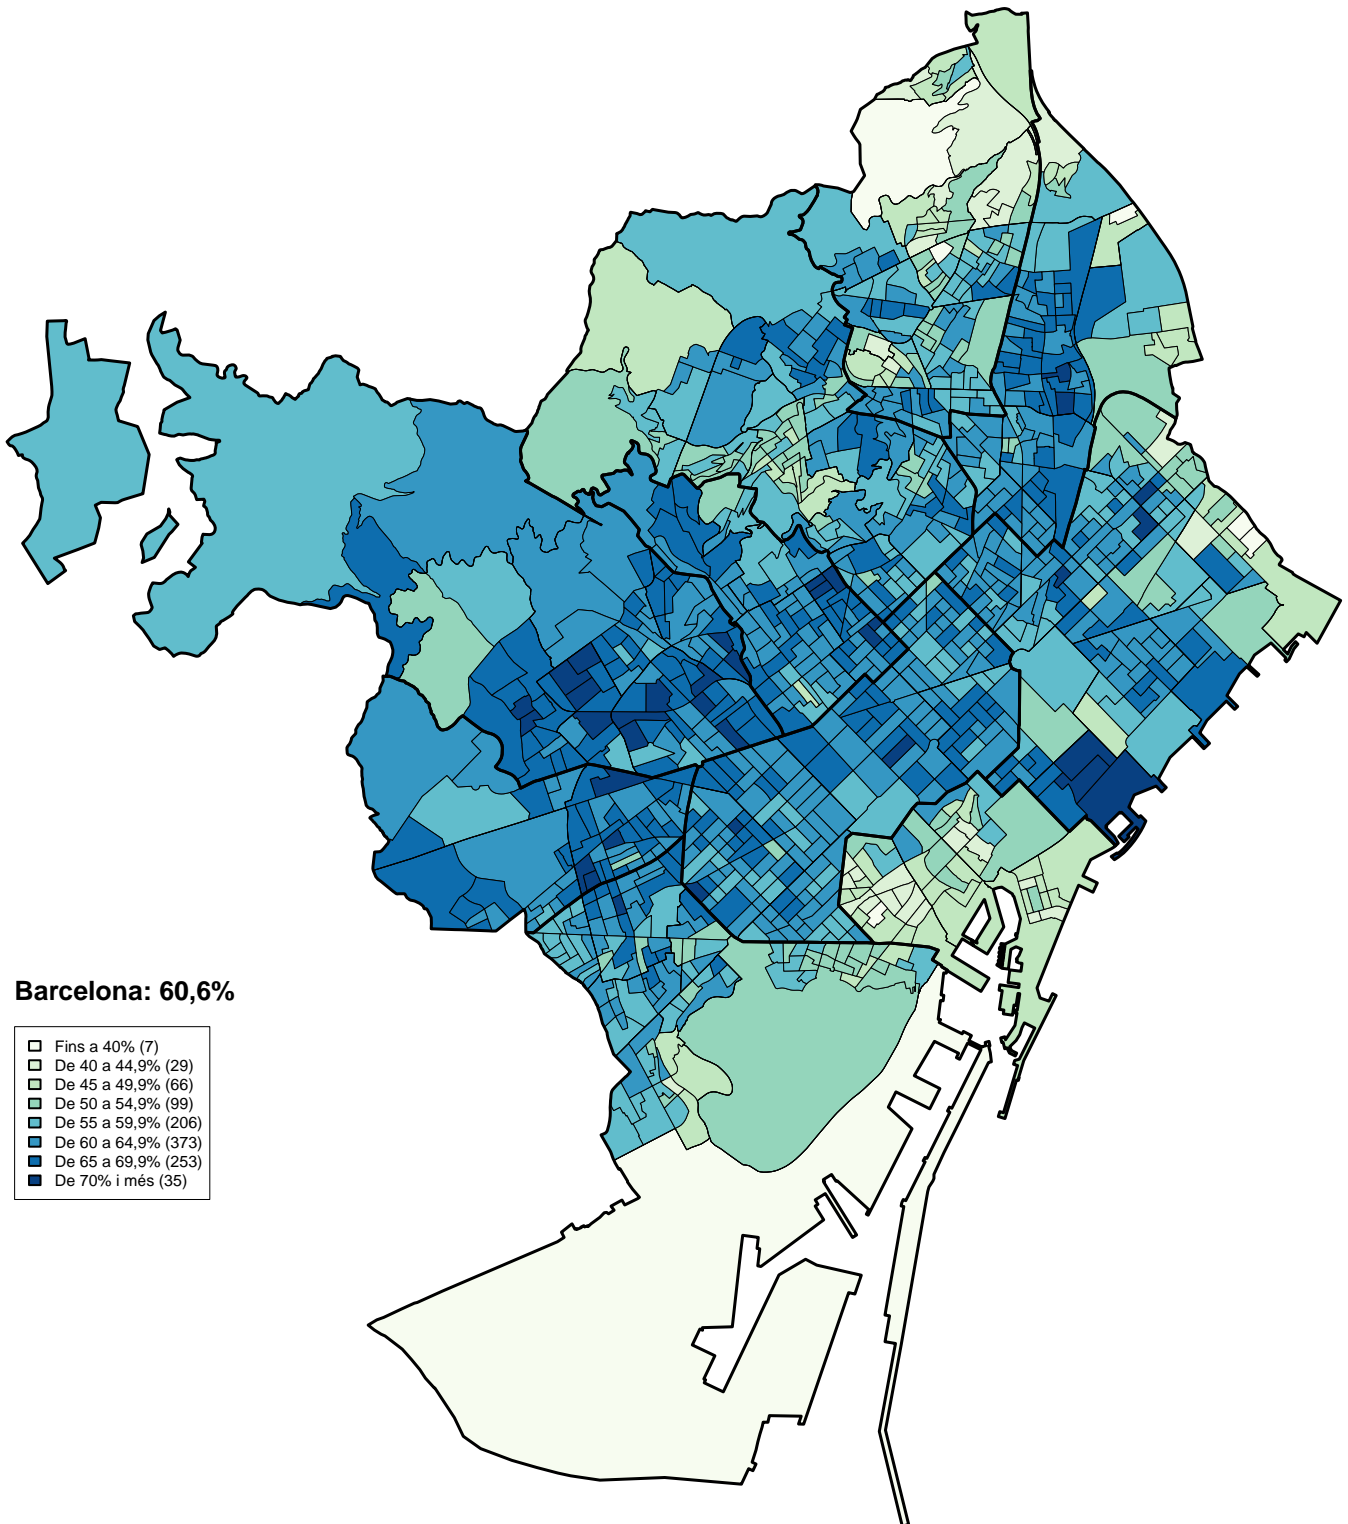 Barcelona: 60,6%
Fins a 40% (7)
De 40 a 44,9% (29)
De 45 a 49,9% (66)
De 50 a 54,9% (99)
De 55 a 59,9% (206)
De 60 a 64,9% (373)
De 65 a 69,9% (253)
De 70% i més (35)